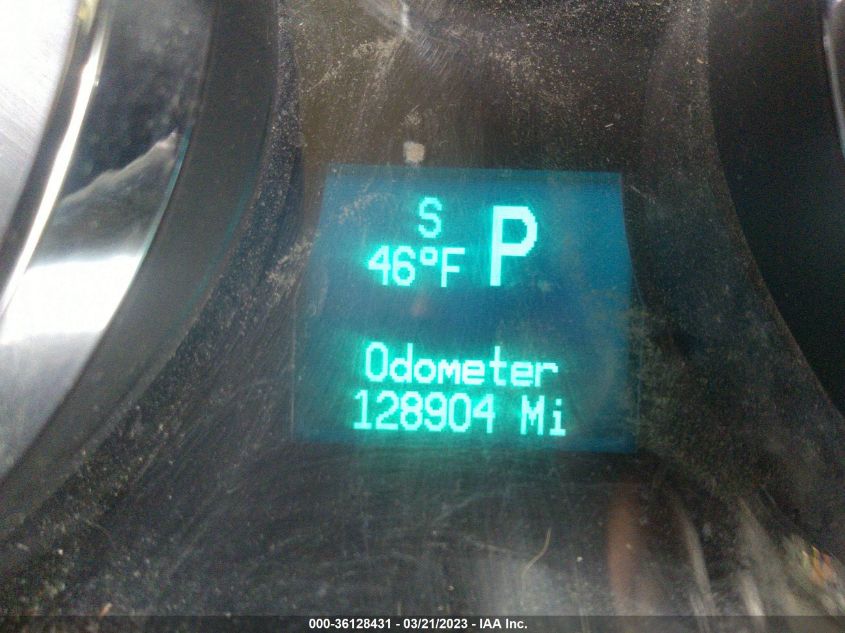 S
46°F P
Odometer
128904 Mi
000-36128431 - 03/21/2023 - IAA Inc.